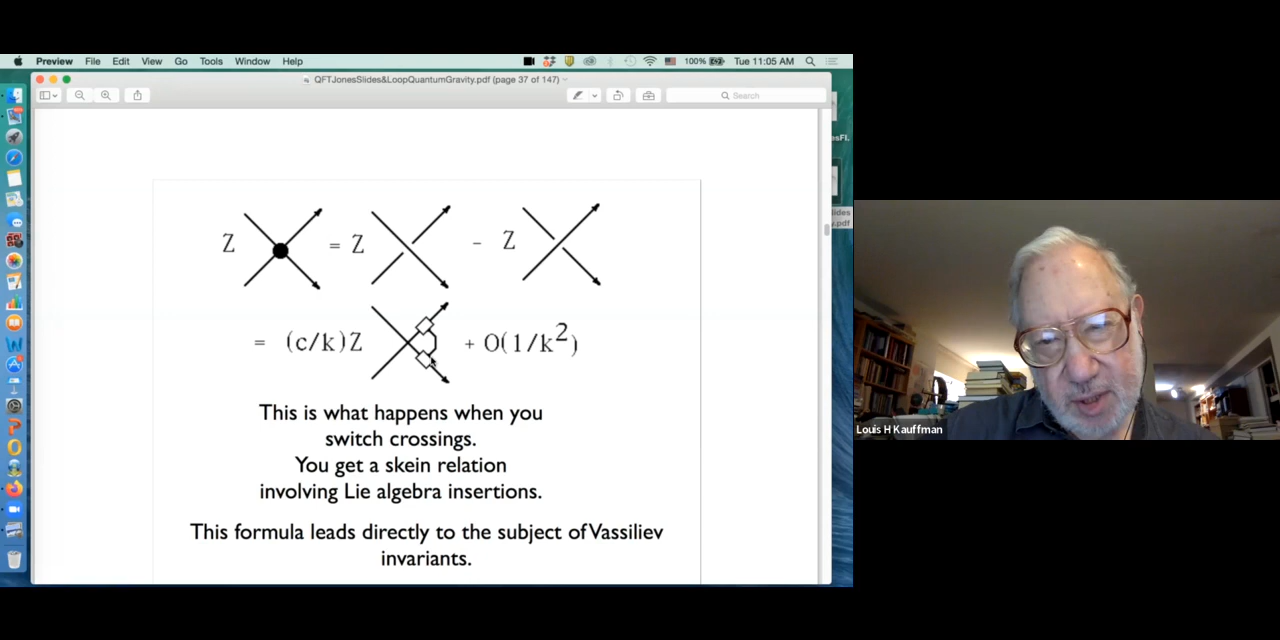 Preview File Edit View Go Tools Window Help
100% Tue 11:05 AM
QFTJonesSlides&LoopQuantumGravity.pdf (page 37 of 147)
Search
Z = Z - Z
= (c/k)Z + O(1/k²)
This is what happens when you
switch crossings.
You get a skein relation
involving Lie algebra insertions.
This formula leads directly to the subject of Vassiliev
invariants.
Louis H Kauffman